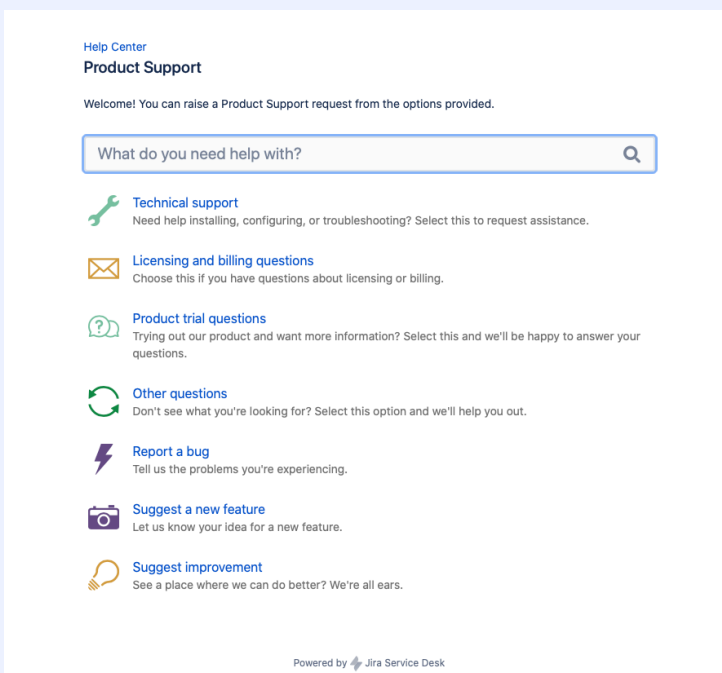 Help Center
Product Support
Welcome! You can raise a Product Support request from the options provided.
What do you need help with?
Technical support
Need help installing, configuring, or troubleshooting? Select this to request assistance.
Licensing and billing questions
Choose this if you have questions about licensing or billing.
Product trial questions
Trying out our product and want more information? Select this and we'll be happy to answer your
questions.
Other questions
Don't see what you're looking for? Select this option and we'll help you out.
Report a bug
Tell us the problems you're experiencing.
Suggest a new feature
Let us know your idea for a new feature.
Suggest improvement
See a place where we can do better? We're all ears.
Powered by Jira Service Desk